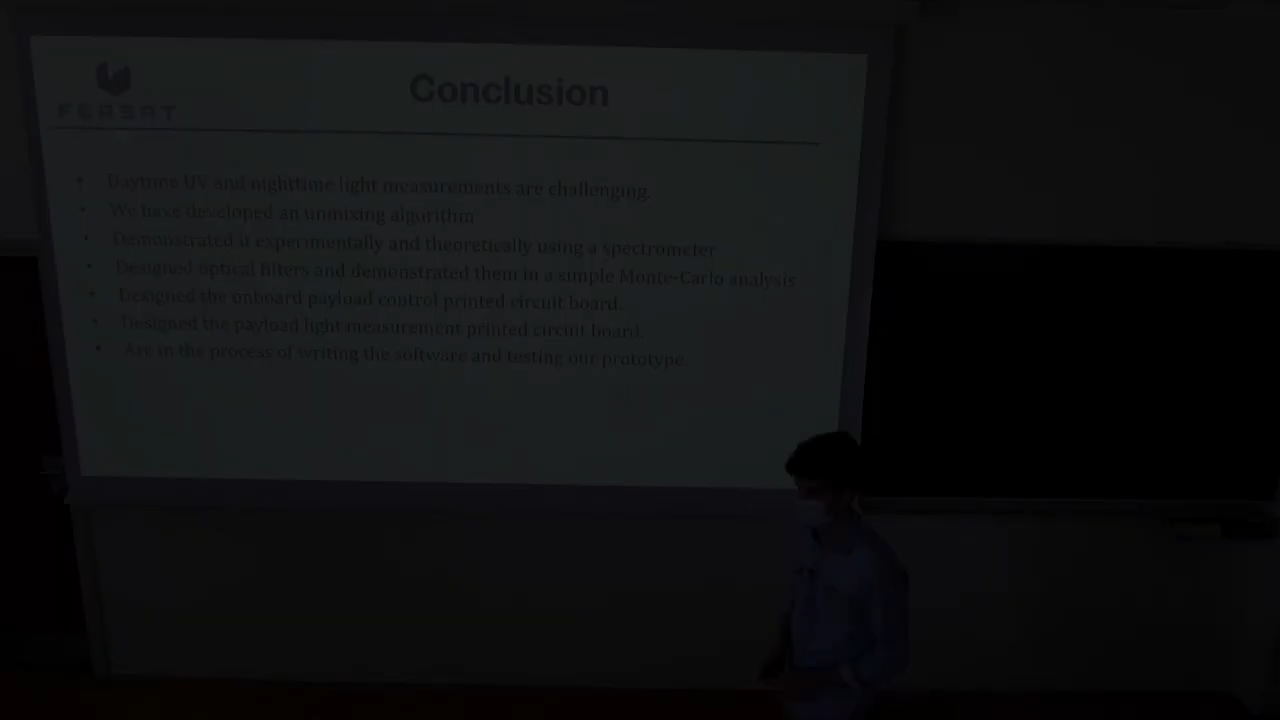 FERSAT
Conclusion
• Daytime UV and nighttime light measurements are challenging.
• We have developed an unmixing algorithm
• Demonstrated it experimentally and theoretically using a spectrometer
• Designed optical filters and demonstrated them in a simple Monte-Carlo analysis
• Designed the onboard payload control printed circuit board.
• Designed the payload light measurement printed circuit board.
• Are in the process of writing the software and testing our prototype